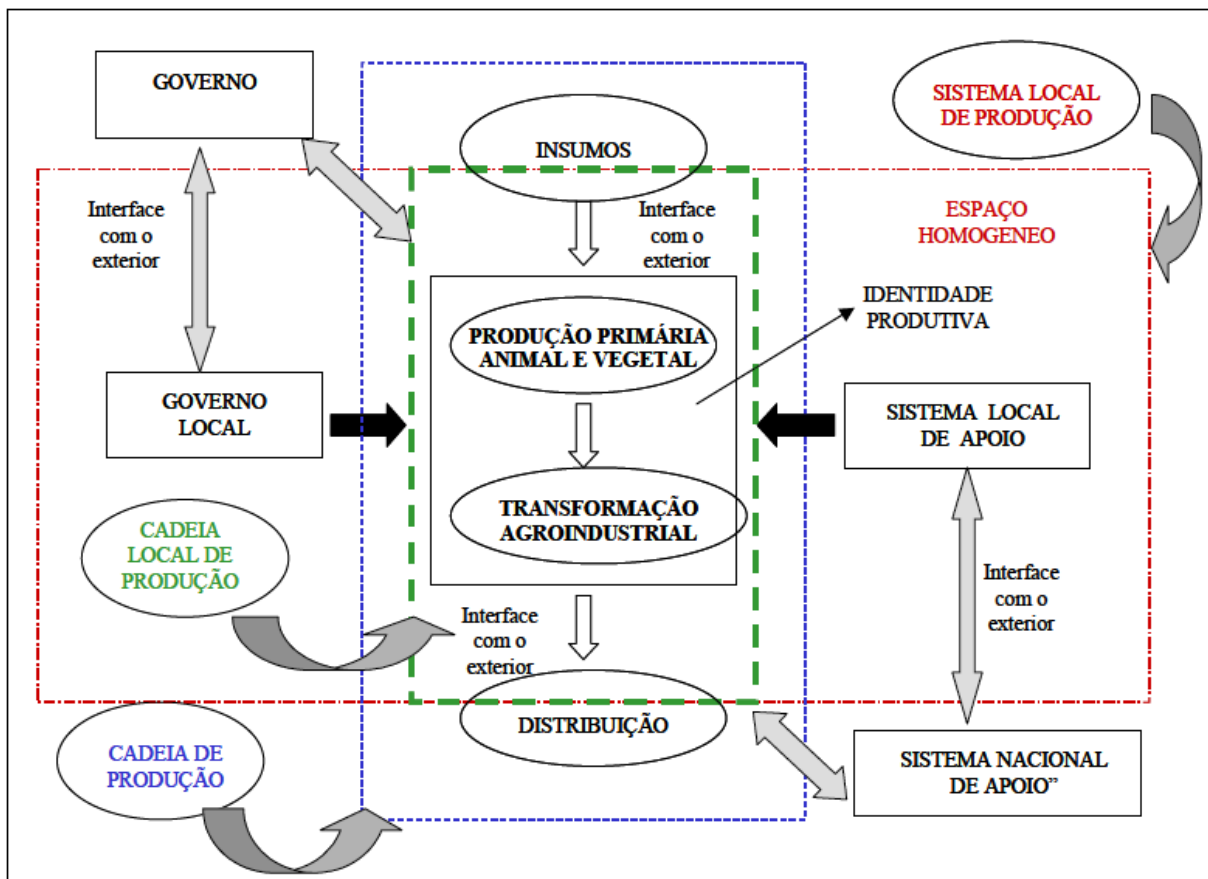 GOVERNO
INSUMOS
SISTEMA LOCAL
DE PRODUÇÃO
Interface
com o
exterior
Interface
com o
exterior
ESPAÇO
HOMOGENEO
IDENTIDADE
PRODUTIVA
PRODUÇÃO PRIMÁRIA
ANIMAL E VEGETAL
GOVERNO
LOCAL
SISTEMA LOCAL
DE APOIO
TRANSFORMAÇÃO
AGROINDUSTRIAL
CADEIA
LOCAL DE
PRODUÇÃO
Interface
com o
exterior
Interface
com o
exterior
DISTRIBUIÇÃO
CADEIA DE
PRODUÇÃO
SISTEMA NACIONAL
DE APOIO”